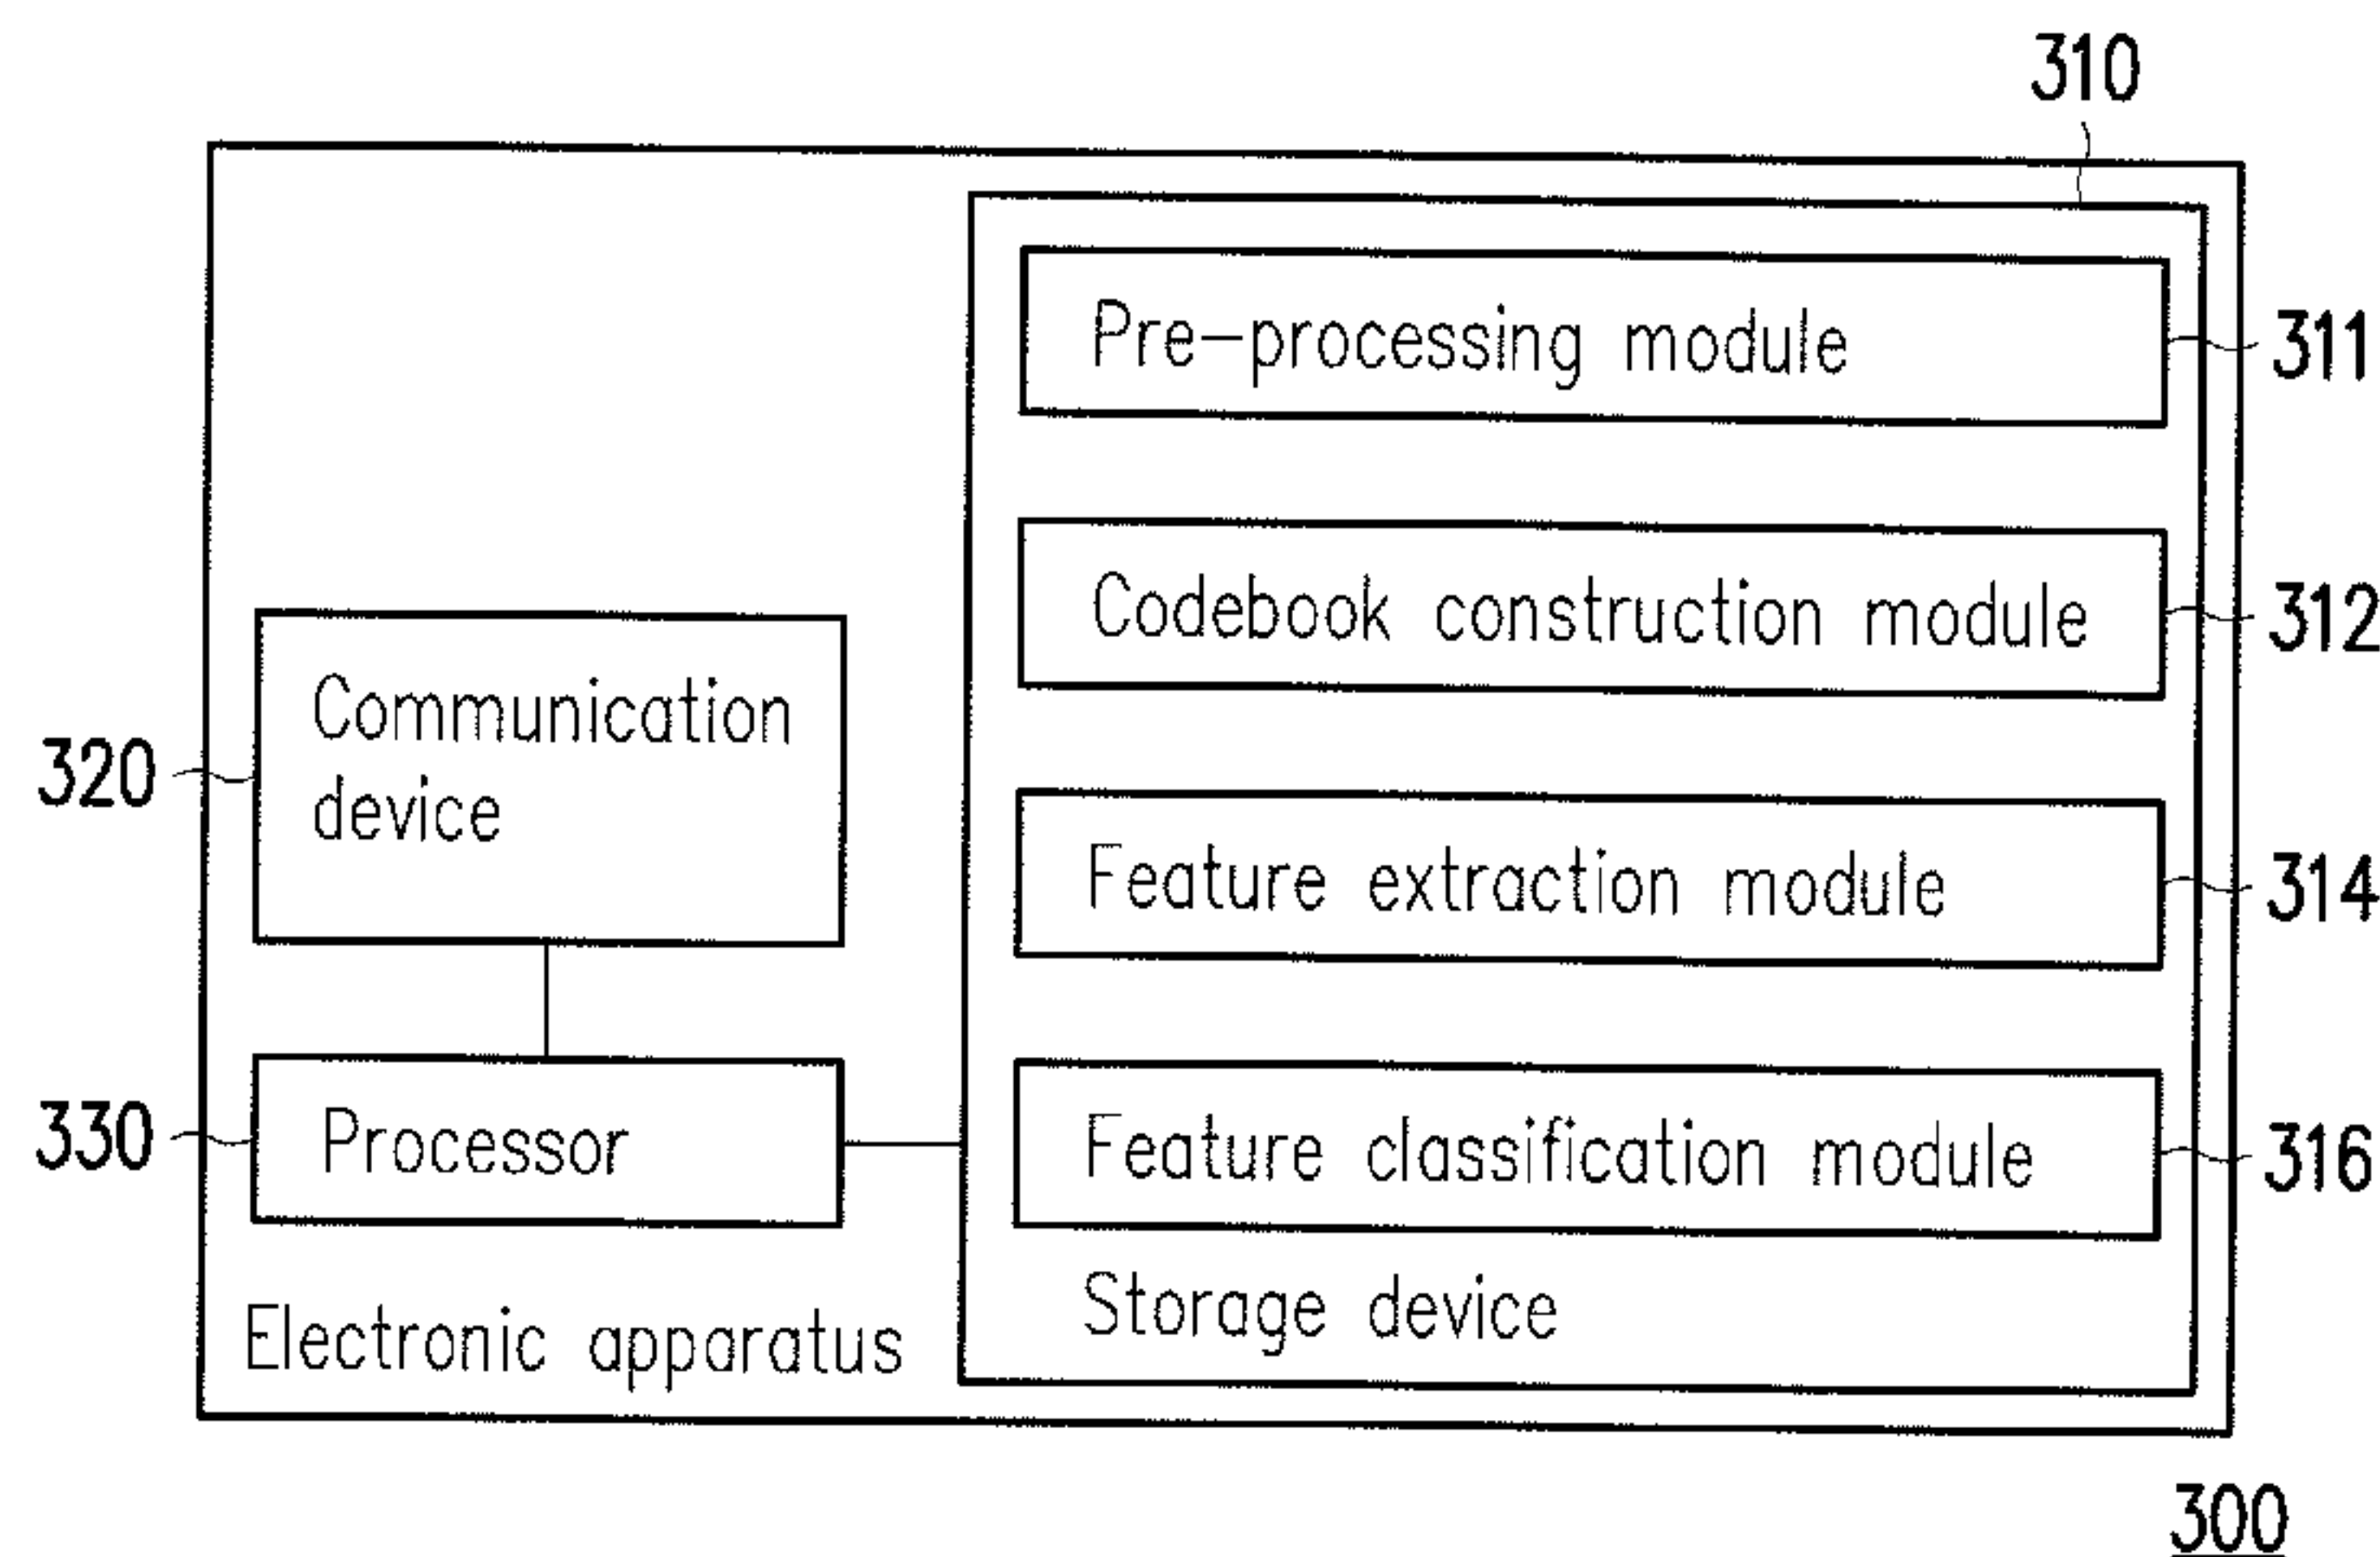 310
Pre-processing module
311
Codebook construction module
312
Communication
device
320
Feature extraction module
314
Processor
330
Feature classification module
316
Storage device
Electronic apparatus
300